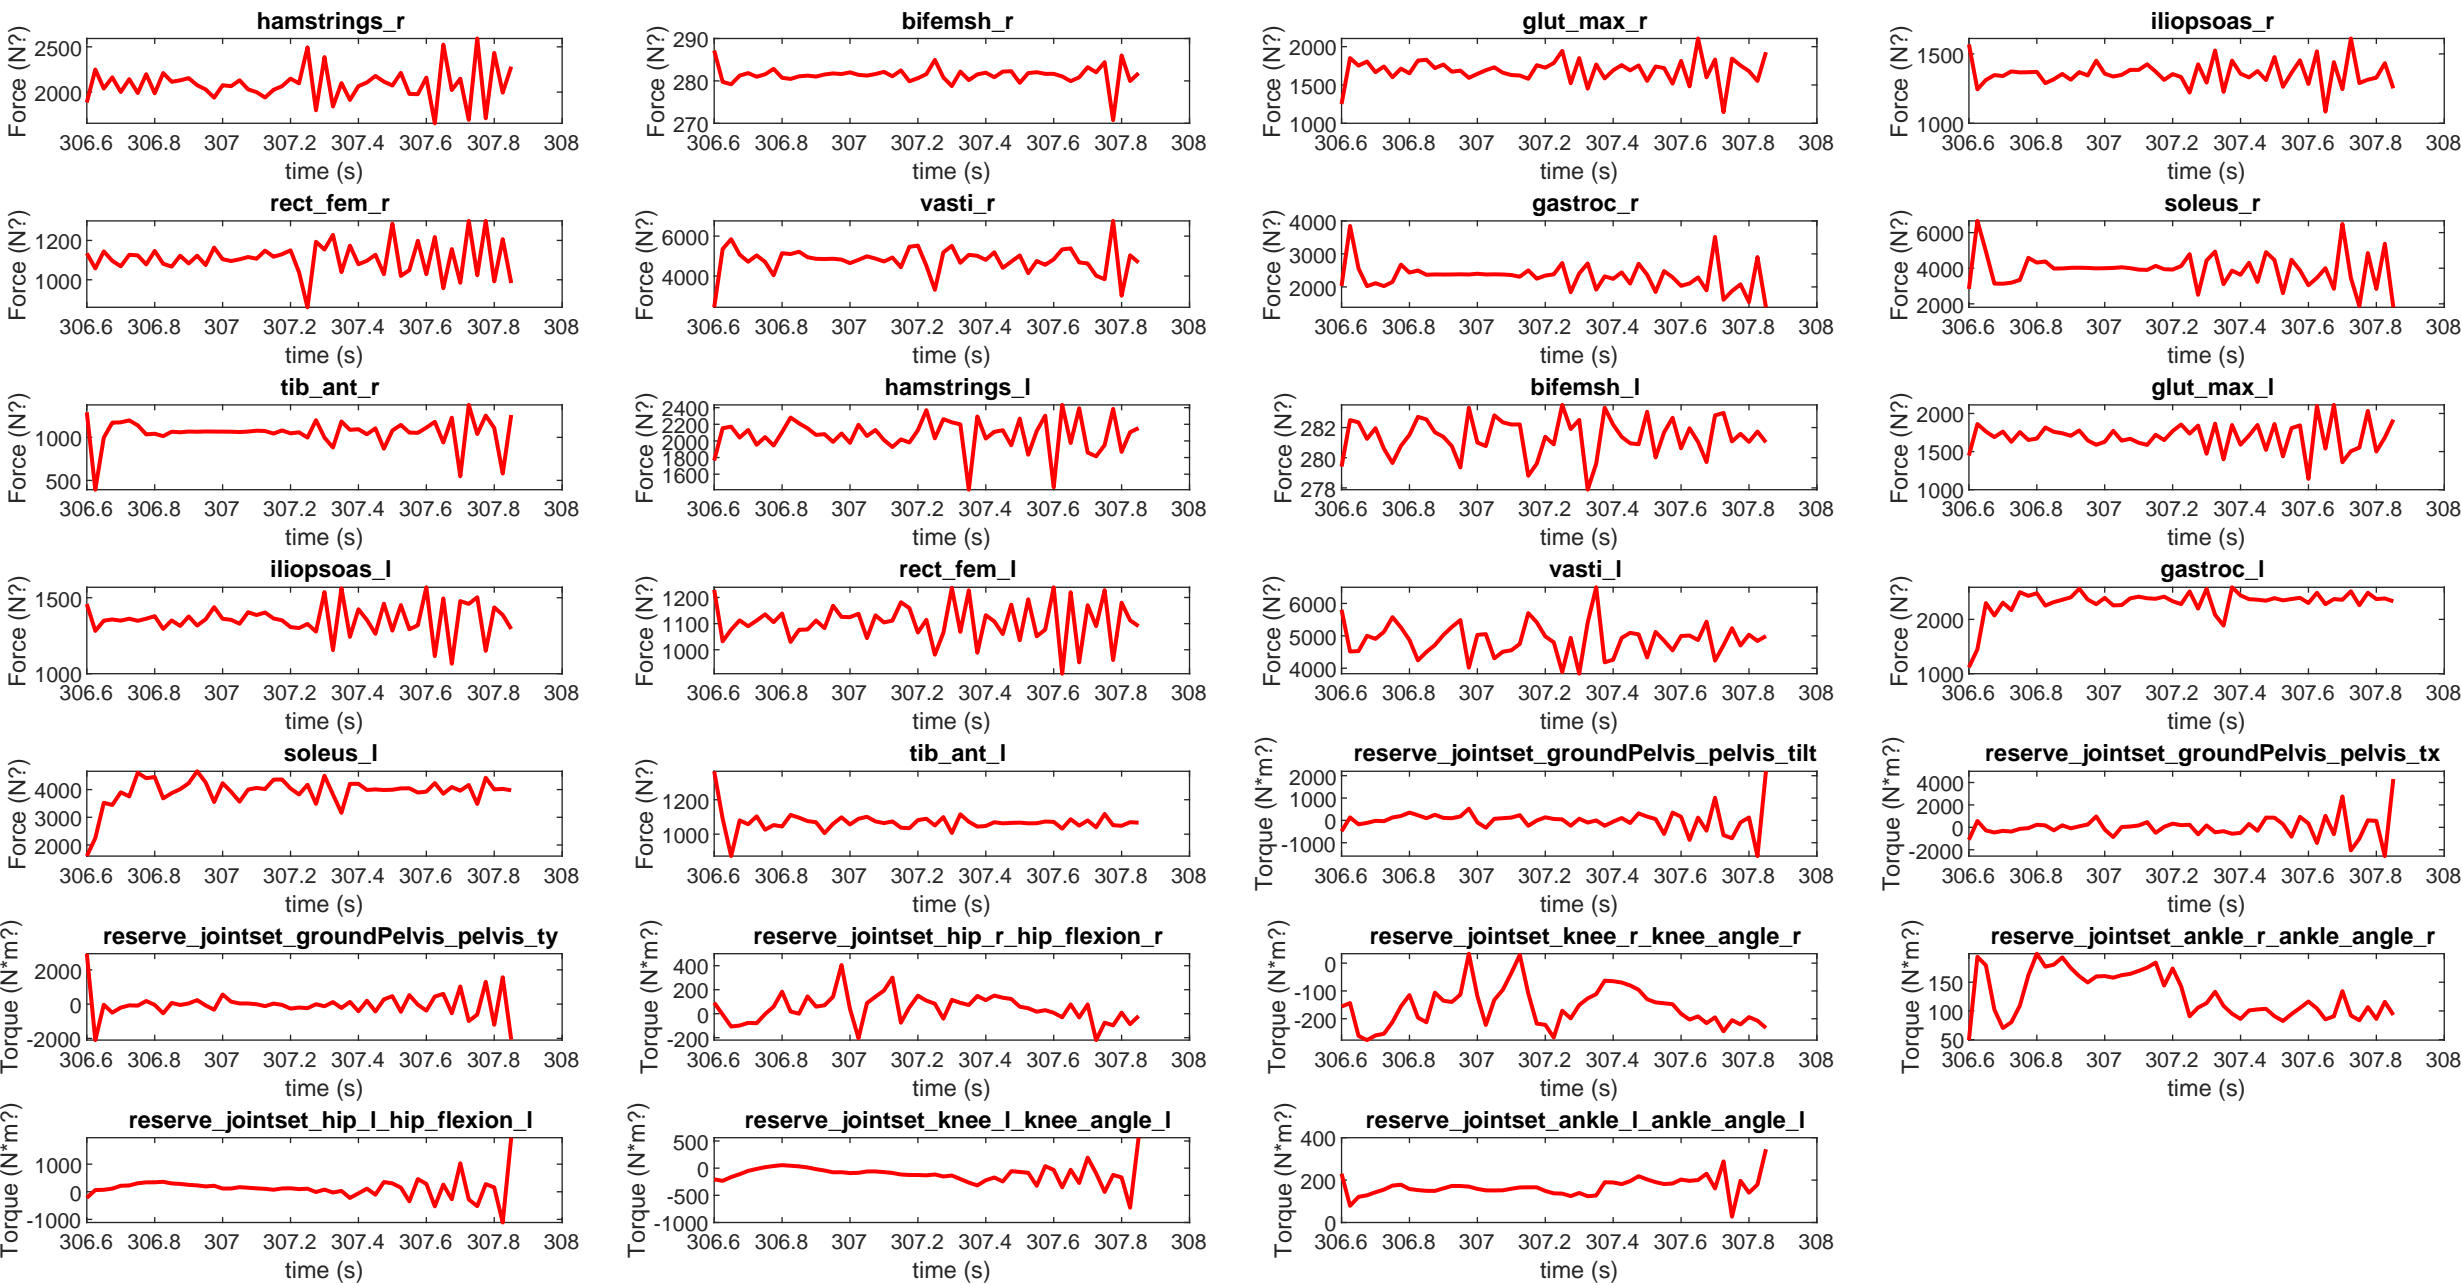 hamstrings_r
Force (N?)
2500
2000
306.6 306.8 307 307.2 307.4 307.6 307.8 308
time (s)
bifemsh_r
Force (N?)
290
280
270
306.6 306.8 307 307.2 307.4 307.6 307.8 308
time (s)
glut_max_r
Force (N?)
2000
1500
1000
306.6 306.8 307 307.2 307.4 307.6 307.8 308
time (s)
iliopsoas_r
Force (N?)
1500
1000
306.6 306.8 307 307.2 307.4 307.6 307.8 308
time (s)
rect_fem_r
Force (N?)
1200
1000
306.6 306.8 307 307.2 307.4 307.6 307.8 308
time (s)
vasti_r
Force (N?)
6000
4000
306.6 306.8 307 307.2 307.4 307.6 307.8 308
time (s)
gastroc_r
Force (N?)
4000
3000
2000
306.6 306.8 307 307.2 307.4 307.6 307.8 308
time (s)
soleus_r
Force (N?)
6000
4000
2000
306.6 306.8 307 307.2 307.4 307.6 307.8 308
time (s)
tib_ant_r
Force (N?)
1000
500
306.6 306.8 307 307.2 307.4 307.6 307.8 308
time (s)
hamstrings_l
Force (N?)
2400
2200
2000
1800
1600
306.6 306.8 307 307.2 307.4 307.6 307.8 308
time (s)
bifemsh_l
Force (N?)
282
280
278
306.6 306.8 307 307.2 307.4 307.6 307.8 308
time (s)
glut_max_l
Force (N?)
2000
1500
1000
306.6 306.8 307 307.2 307.4 307.6 307.8 308
time (s)
iliopsoas_l
Force (N?)
1500
1000
306.6 306.8 307 307.2 307.4 307.6 307.8 308
time (s)
rect_fem_l
Force (N?)
1200
1100
1000
306.6 306.8 307 307.2 307.4 307.6 307.8 308
time (s)
vasti_l
Force (N?)
6000
5000
4000
306.6 306.8 307 307.2 307.4 307.6 307.8 308
time (s)
gastroc_l
Force (N?)
2000
1000
306.6 306.8 307 307.2 307.4 307.6 307.8 308
time (s)
soleus_l
Force (N?)
4000
3000
2000
306.6 306.8 307 307.2 307.4 307.6 307.8 308
time (s)
tib_ant_l
Force (N?)
1200
1000
306.6 306.8 307 307.2 307.4 307.6 307.8 308
time (s)
reserve_jointset_groundPelvis_pelvis_tilt
Torque (N*m?)
2000
1000
0
-1000
306.6 306.8 307 307.2 307.4 307.6 307.8 308
time (s)
reserve_jointset_groundPelvis_pelvis_tx
Torque (N*m?)
4000
2000
0
-2000
306.6 306.8 307 307.2 307.4 307.6 307.8 308
time (s)
reserve_jointset_groundPelvis_pelvis_ty
Torque (N*m?)
2000
0
-2000
306.6 306.8 307 307.2 307.4 307.6 307.8 308
time (s)
reserve_jointset_hip_r_hip_flexion_r
Torque (N*m?)
400
200
0
-200
306.6 306.8 307 307.2 307.4 307.6 307.8 308
time (s)
reserve_jointset_knee_r_knee_angle_r
Torque (N*m?)
0
-100
-200
306.6 306.8 307 307.2 307.4 307.6 307.8 308
time (s)
reserve_jointset_ankle_r_ankle_angle_r
Torque (N*m?)
150
100
50
306.6 306.8 307 307.2 307.4 307.6 307.8 308
time (s)
reserve_jointset_hip_l_hip_flexion_l
Torque (N*m?)
1000
0
-1000
306.6 306.8 307 307.2 307.4 307.6 307.8 308
time (s)
reserve_jointset_knee_l_knee_angle_l
Torque (N*m?)
500
0
-500
-1000
306.6 306.8 307 307.2 307.4 307.6 307.8 308
time (s)
reserve_jointset_ankle_l_ankle_angle_l
Torque (N*m?)
400
200
0
306.6 306.8 307 307.2 307.4 307.6 307.8 308
time (s)